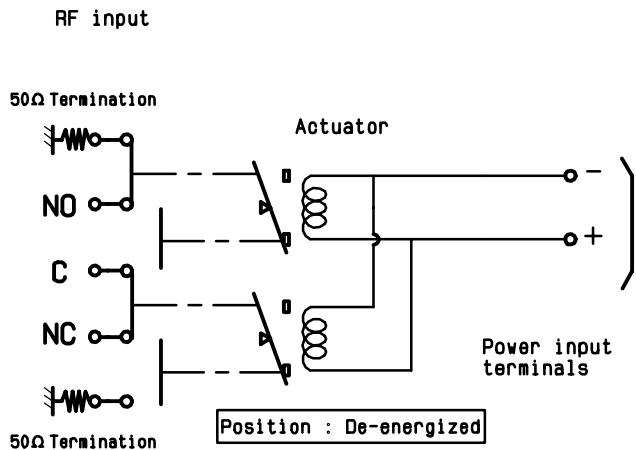 RF input
50Ω Termination
Actuator
−
NO
+
C
NC
Power input
terminals
Position : De-energized
50Ω Termination